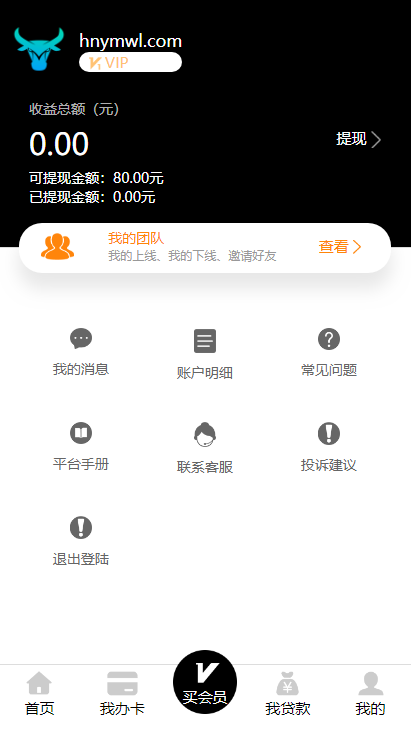 hnymwl.com
VIP
收益总额（元）
0.00
提现
可提现金额：80.00元
已提现金额：0.00元
我的团队
我的上线、我的下线、邀请好友
查看
我的消息
账户明细
常见问题
平台手册
联系客服
投诉建议
退出登陆
首页
我办卡
买会员
我贷款
我的